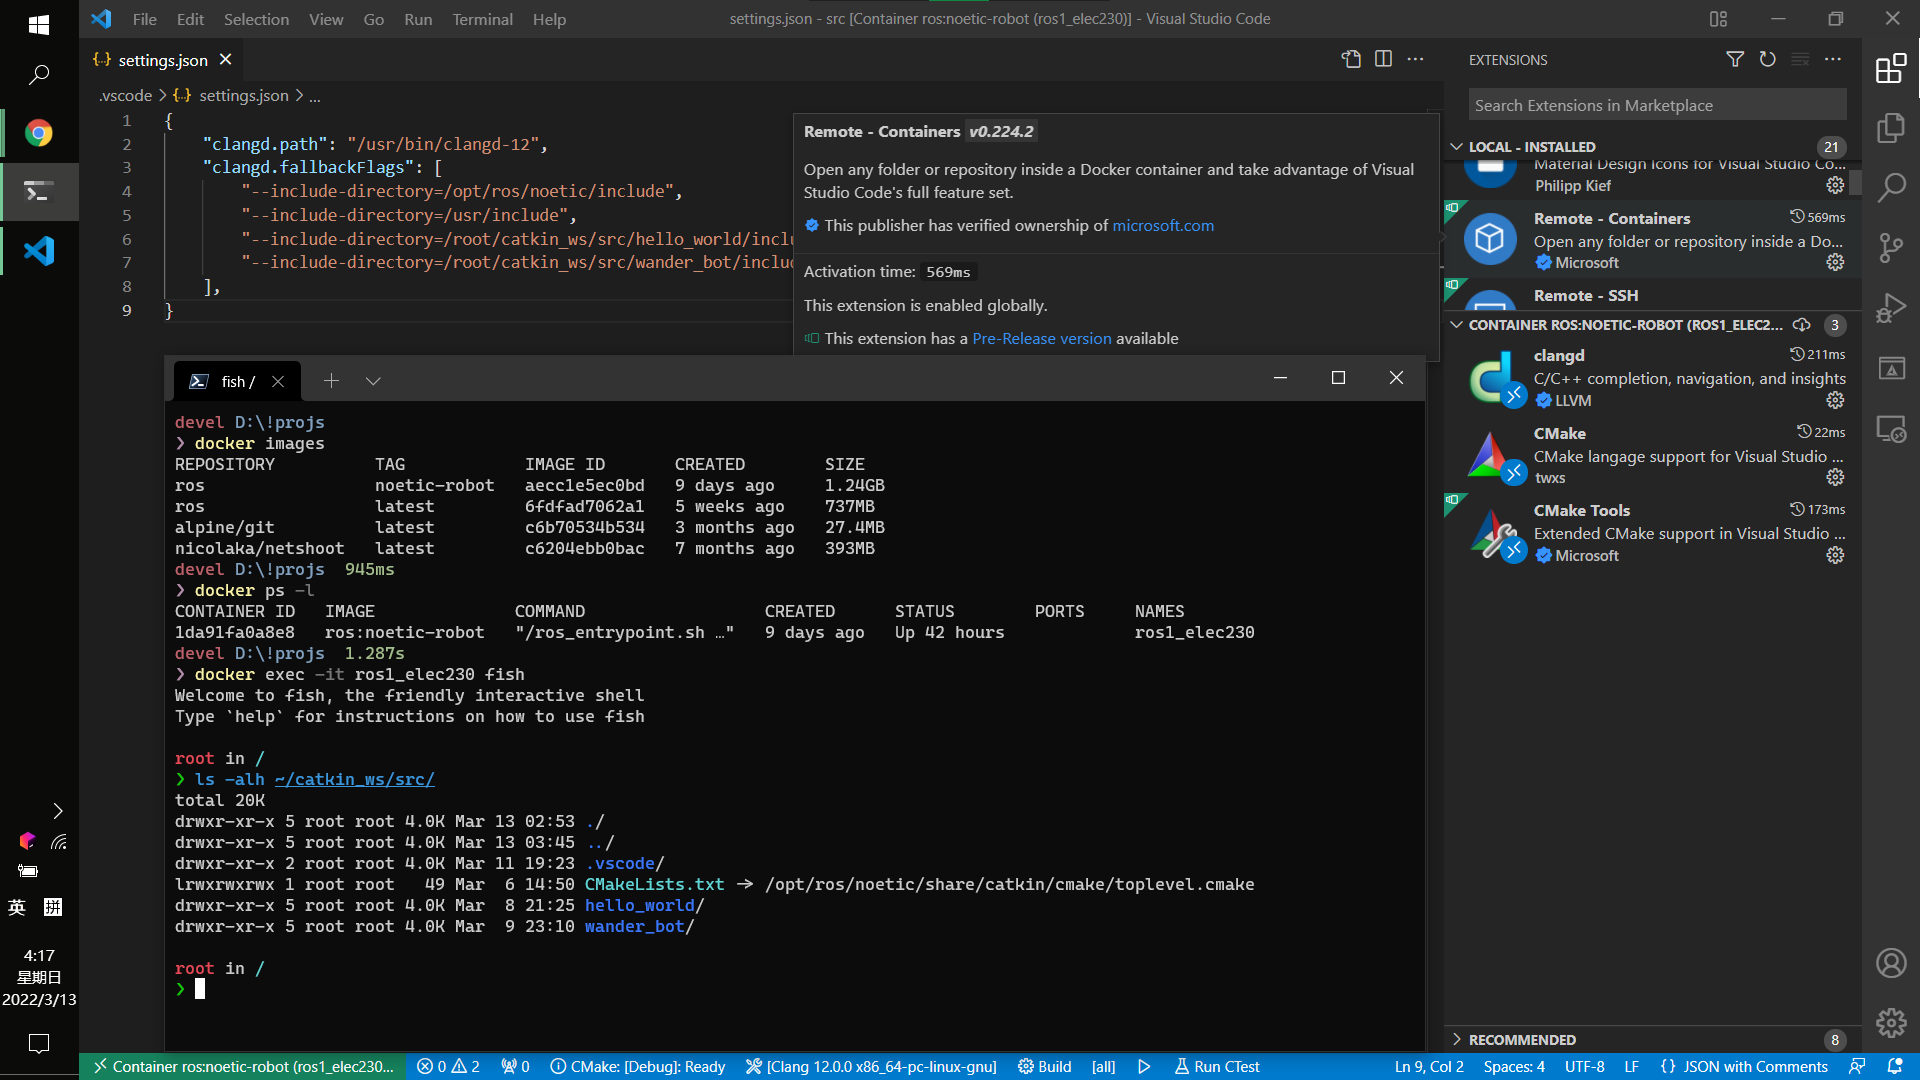 File Edit Selection View Go Run Terminal Help
settings.json - src [Container ros:noetic-robot (ros1_elec230)] - Visual Studio Code
settings.json
.vscode > settings.json > ...
1 {
2 "clangd.path": "/usr/bin/clangd-12",
3 "clangd.fallbackFlags": [
4 "--include-directory=/opt/ros/noetic/include",
5 "--include-directory=/usr/include",
6 "--include-directory=/root/catkin_ws/src/hello_world/inclu
7 "--include-directory=/root/catkin_ws/src/wander_bot/includ
8 ],
9 }
Remote - Containers v0.224.2
Open any folder or repository inside a Docker container and take advantage of Visual
Studio Code's full feature set.
This publisher has verified ownership of microsoft.com
Activation time: 569ms
This extension is enabled globally.
This extension has a Pre-Release version available
EXTENSIONS
Search Extensions in Marketplace
LOCAL - INSTALLED 21
Material Design Icons for Visual Studio Co...
Philipp Kief
Remote - Containers 569ms
Open any folder or repository inside a Do...
Microsoft
Remote - SSH
CONTAINER ROS:NOETIC-ROBOT (ROS1_ELEC2... 3
clangd 211ms
C/C++ completion, navigation, and insights
LLVM
CMake 22ms
CMake langage support for Visual Studio ...
twxs
CMake Tools 173ms
Extended CMake support in Visual Studio ...
Microsoft
RECOMMENDED 8
fish /
devel D:\!projs
❯ docker images
REPOSITORY TAG IMAGE ID CREATED SIZE
ros noetic-robot aecc1e5ec0bd 9 days ago 1.24GB
ros latest 6fdfad7062a1 5 weeks ago 737MB
alpine/git latest c6b70534b534 3 months ago 27.4MB
nicolaka/netshoot latest c6204ebb0bac 7 months ago 393MB
devel D:\!projs 945ms
❯ docker ps -l
CONTAINER ID IMAGE COMMAND CREATED STATUS PORTS NAMES
1da91fa0a8e8 ros:noetic-robot "/ros_entrypoint.sh …" 9 days ago Up 42 hours ros1_elec230
devel D:\!projs 1.287s
❯ docker exec -it ros1_elec230 fish
Welcome to fish, the friendly interactive shell
Type `help` for instructions on how to use fish
root in /
❯ ls -alh ~/catkin_ws/src/
total 20K
drwxr-xr-x 5 root root 4.0K Mar 13 02:53 ./
drwxr-xr-x 5 root root 4.0K Mar 13 03:45 ../
drwxr-xr-x 2 root root 4.0K Mar 11 19:23 .vscode/
lrwxrwxrwx 1 root root 49 Mar 6 14:50 CMakeLists.txt -> /opt/ros/noetic/share/catkin/cmake/toplevel.cmake
drwxr-xr-x 5 root root 4.0K Mar 8 21:25 hello_world/
drwxr-xr-x 5 root root 4.0K Mar 9 23:10 wander_bot/
root in /
❯
英 拼
4:17
星期日
2022/3/13
Container ros:noetic-robot (ros1_elec230... 0 2 0 CMake: [Debug]: Ready [Clang 12.0.0 x86_64-pc-linux-gnu] Build [all] Run CTest Ln 9, Col 2 Spaces: 4 UTF-8 LF {} JSON with Comments